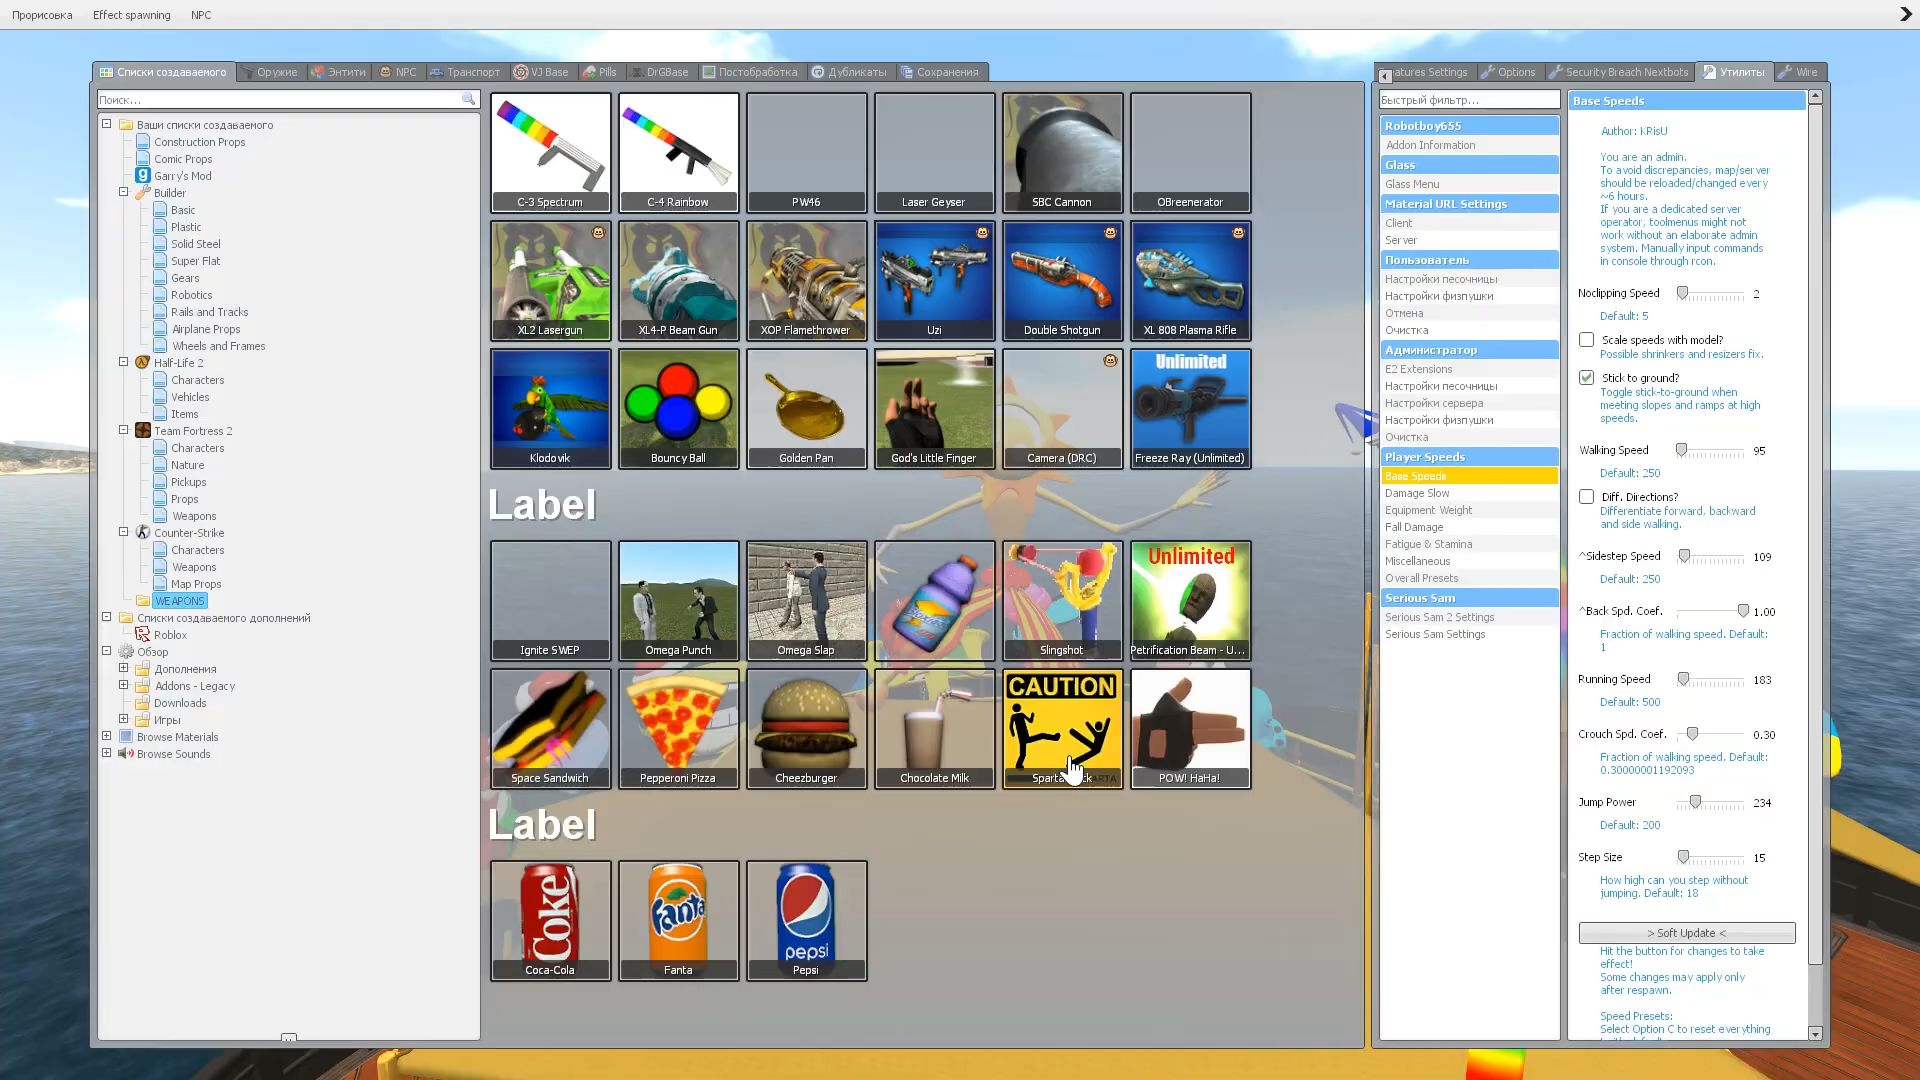 Прорисовка Effect spawning NPC
Списки создаваемого Оружие Энтити NPC Транспорт VJ Base Pills DrGBase Постобработка Дубликаты Сохранения
Поиск...
Ваши списки создаваемого
Construction Props
Comic Props
Garry's Mod
Builder
Basic
Plastic
Solid Steel
Super Flat
Gears
Robotics
Rails and Tracks
Airplane Props
Wheels and Frames
Half-Life 2
Characters
Vehicles
Items
Team Fortress 2
Characters
Nature
Pickups
Props
Weapons
Counter-Strike
Characters
Weapons
Map Props
WEAPONS
Списки создаваемого дополнений
Roblox
Обзор
Дополнения
Addons - Legacy
Downloads
Игры
Browse Materials
Browse Sounds
C-3 Spectrum C-4 Rainbow PW46 Laser Geyser SBC Cannon OBreenerator
XL2 Lasergun XL4-P Beam Gun XOP Flamethrower Uzi Double Shotgun XL 808 Plasma Rifle
Unlimited
Klodovik Bouncy Ball Golden Pan God's Little Finger Camera (DRC) Freeze Ray (Unlimited)
Label
Unlimited
Ignite SWEP Omega Punch Omega Slap Slingshot Petrification Beam - U...
CAUTION
Space Sandwich Pepperoni Pizza Cheezburger Chocolate Milk POW! HaHa!
Label
Coke Fanta pepsi
Coca-Cola Fanta Pepsi
atures Settings Options Security Breach Nextbots Утилиты Wire
Быстрый фильтр...
Robotboy655
Addon Information
Glass
Glass Menu
Material URL Settings
Client
Server
Пользователь
Настройки песочницы
Настройки физпушки
Отмена
Очистка
Администратор
E2 Extensions
Настройки песочницы
Настройки сервера
Настройки физпушки
Очистка
Player Speeds
Base Speeds
Damage Slow
Equipment Weight
Fall Damage
Fatigue & Stamina
Miscellaneous
Overall Presets
Serious Sam
Serious Sam 2 Settings
Serious Sam Settings
Base Speeds
Author: KRisU
You are an admin.
To avoid discrepancies, map/server
should be reloaded/changed every
~6 hours.
If you are a dedicated server
operator, toolmenus might not
work without an elaborate admin
system. Manually input commands
in console through rcon.
Noclipping Speed 2
Default: 5
Scale speeds with model?
Possible shrinkers and resizers fix.
Stick to ground?
Toggle stick-to-ground when
meeting slopes and ramps at high
speeds.
Walking Speed 95
Default: 250
Diff. Directions?
Differentiate forward, backward
and side walking.
^Sidestep Speed 109
Default: 250
^Back Spd. Coef. 1.00
Fraction of walking speed. Default:
1
Running Speed 183
Default: 500
Crouch Spd. Coef. 0.30
Fraction of walking speed. Default:
0.30000001192093
Jump Power 234
Default: 200
Step Size 15
How high can you step without
jumping. Default: 18
> Soft Update <
Hit the button for changes to take
effect!
Some changes may apply only
after respawn.
Speed Presets:
Select Option C to reset everything